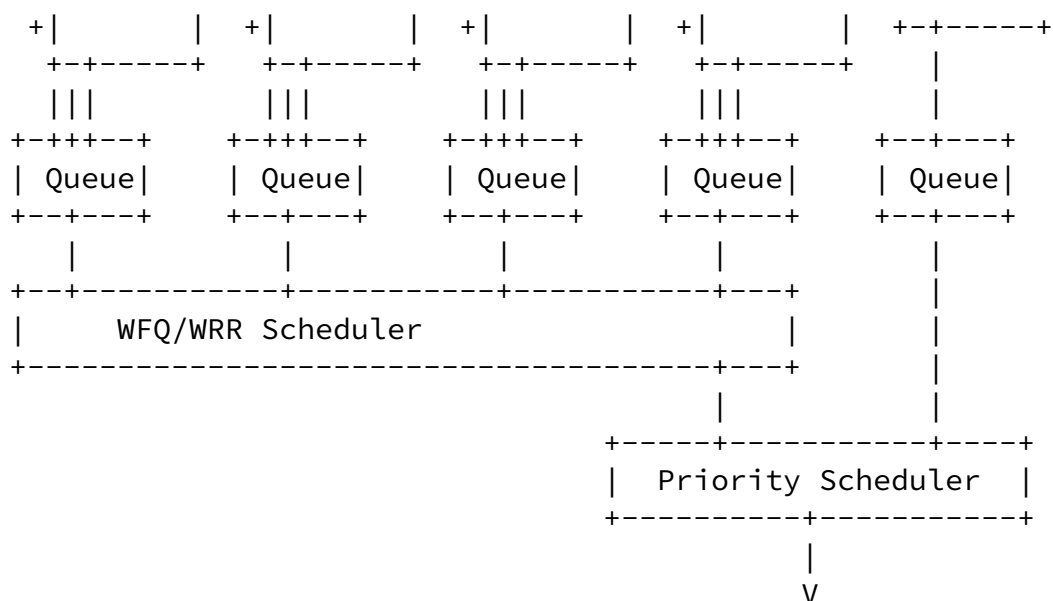 +| | +| | +| | +| | +-+-----+
+-+-----+ +-+-----+ +-+-----+ +-+-----+ |
||| ||| ||| ||| |
+-+++--+ +-+++--+ +-+++--+ +-+++--+ +--+---+
| Queue| | Queue| | Queue| | Queue| | Queue|
+--+---+ +--+---+ +--+---+ +--+---+ +--+---+
| | | | |
+--+-----------+-----------+-----------+---+ |
| WFQ/WRR Scheduler | |
+--------------------------------------+---+ |
| |
+-----+-----------+----+
| Priority Scheduler |
+----------+-----------+
|
V